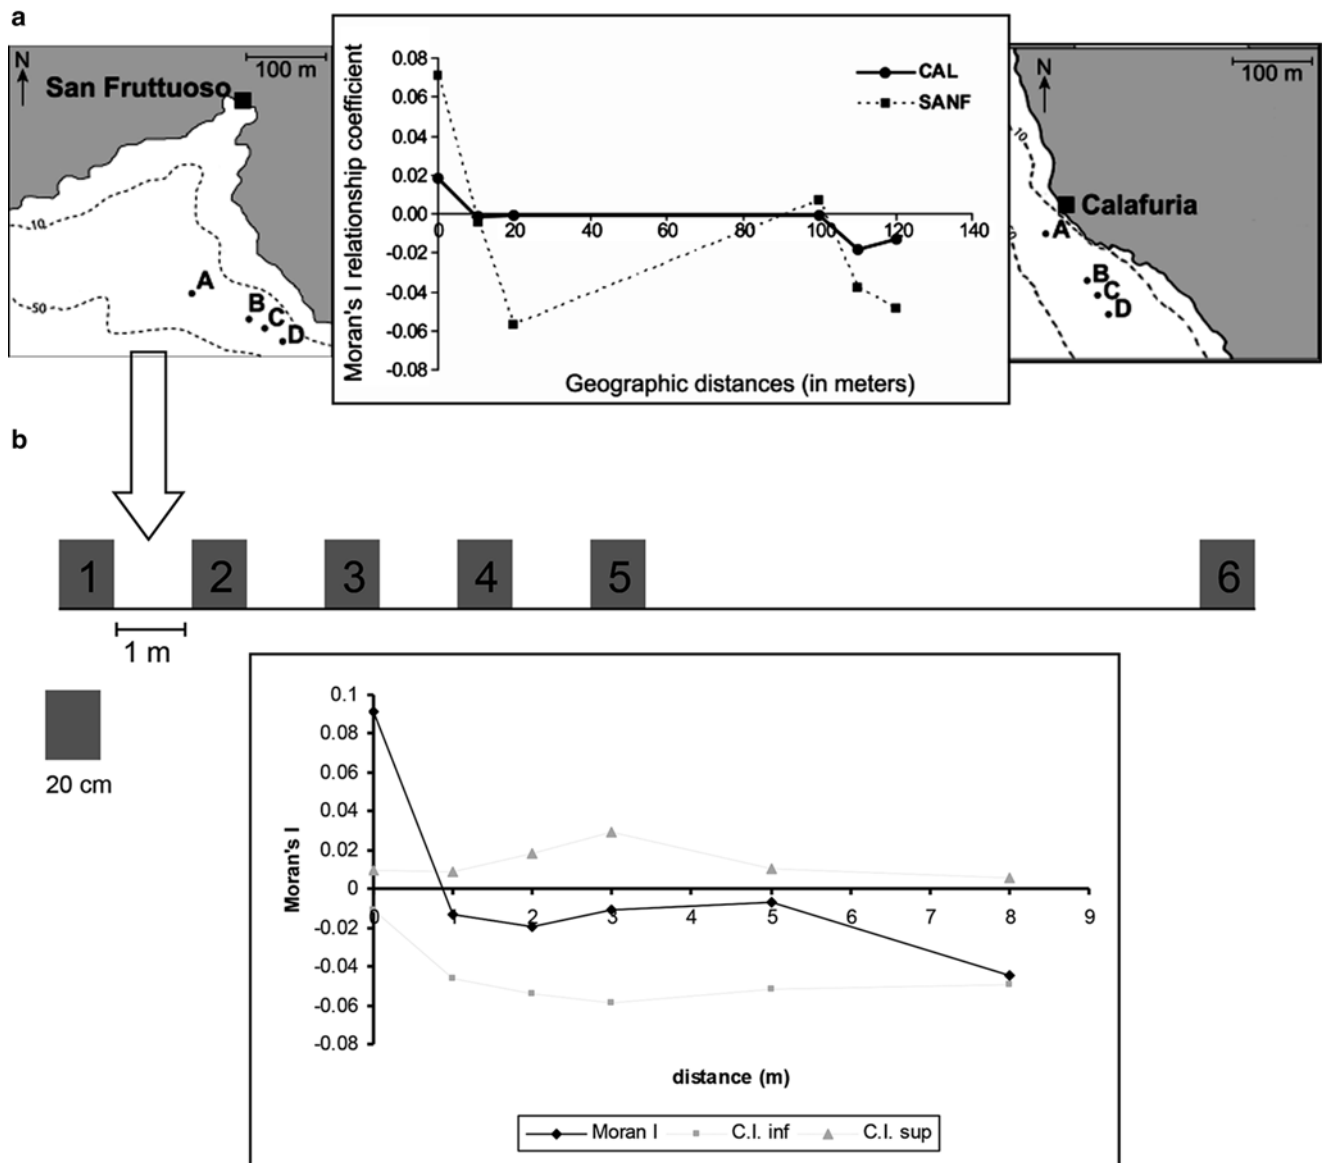 a
N
100 m
San Fruttuoso
10
50
A
B
C
D
Moran's I relationship coefficient
0.08
0.06
0.04
0.02
0.00
-0.02
-0.04
-0.06
-0.08
0 20 40 60 80 100 120 140
CAL
SANF
Geographic distances (in meters)
N
100 m
10
Calafuria
A
B
C
D
b
1 2 3 4 5 6
1 m
20 cm
Moran's I
0.1
0.08
0.06
0.04
0.02
0
-0.02
-0.04
-0.06
-0.08
0 1 2 3 4 5 6 7 8 9
distance (m)
Moran I C.I. inf C.I. sup